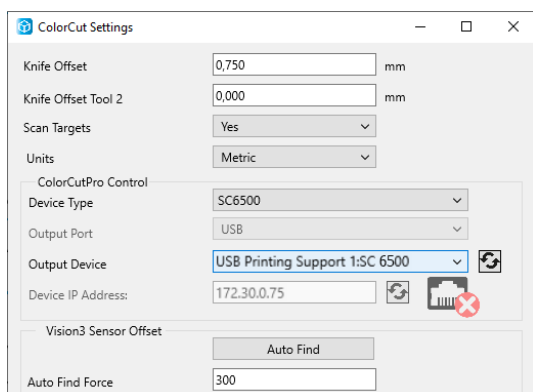 ColorCut Settings
Knife Offset 0,750 mm
Knife Offset Tool 2 0,000 mm
Scan Targets Yes
Units Metric
ColorCutPro Control
Device Type SC6500
Output Port USB
Output Device USB Printing Support 1:SC 6500
Device IP Address: 172.30.0.75
Vision3 Sensor Offset
Auto Find
Auto Find Force 300